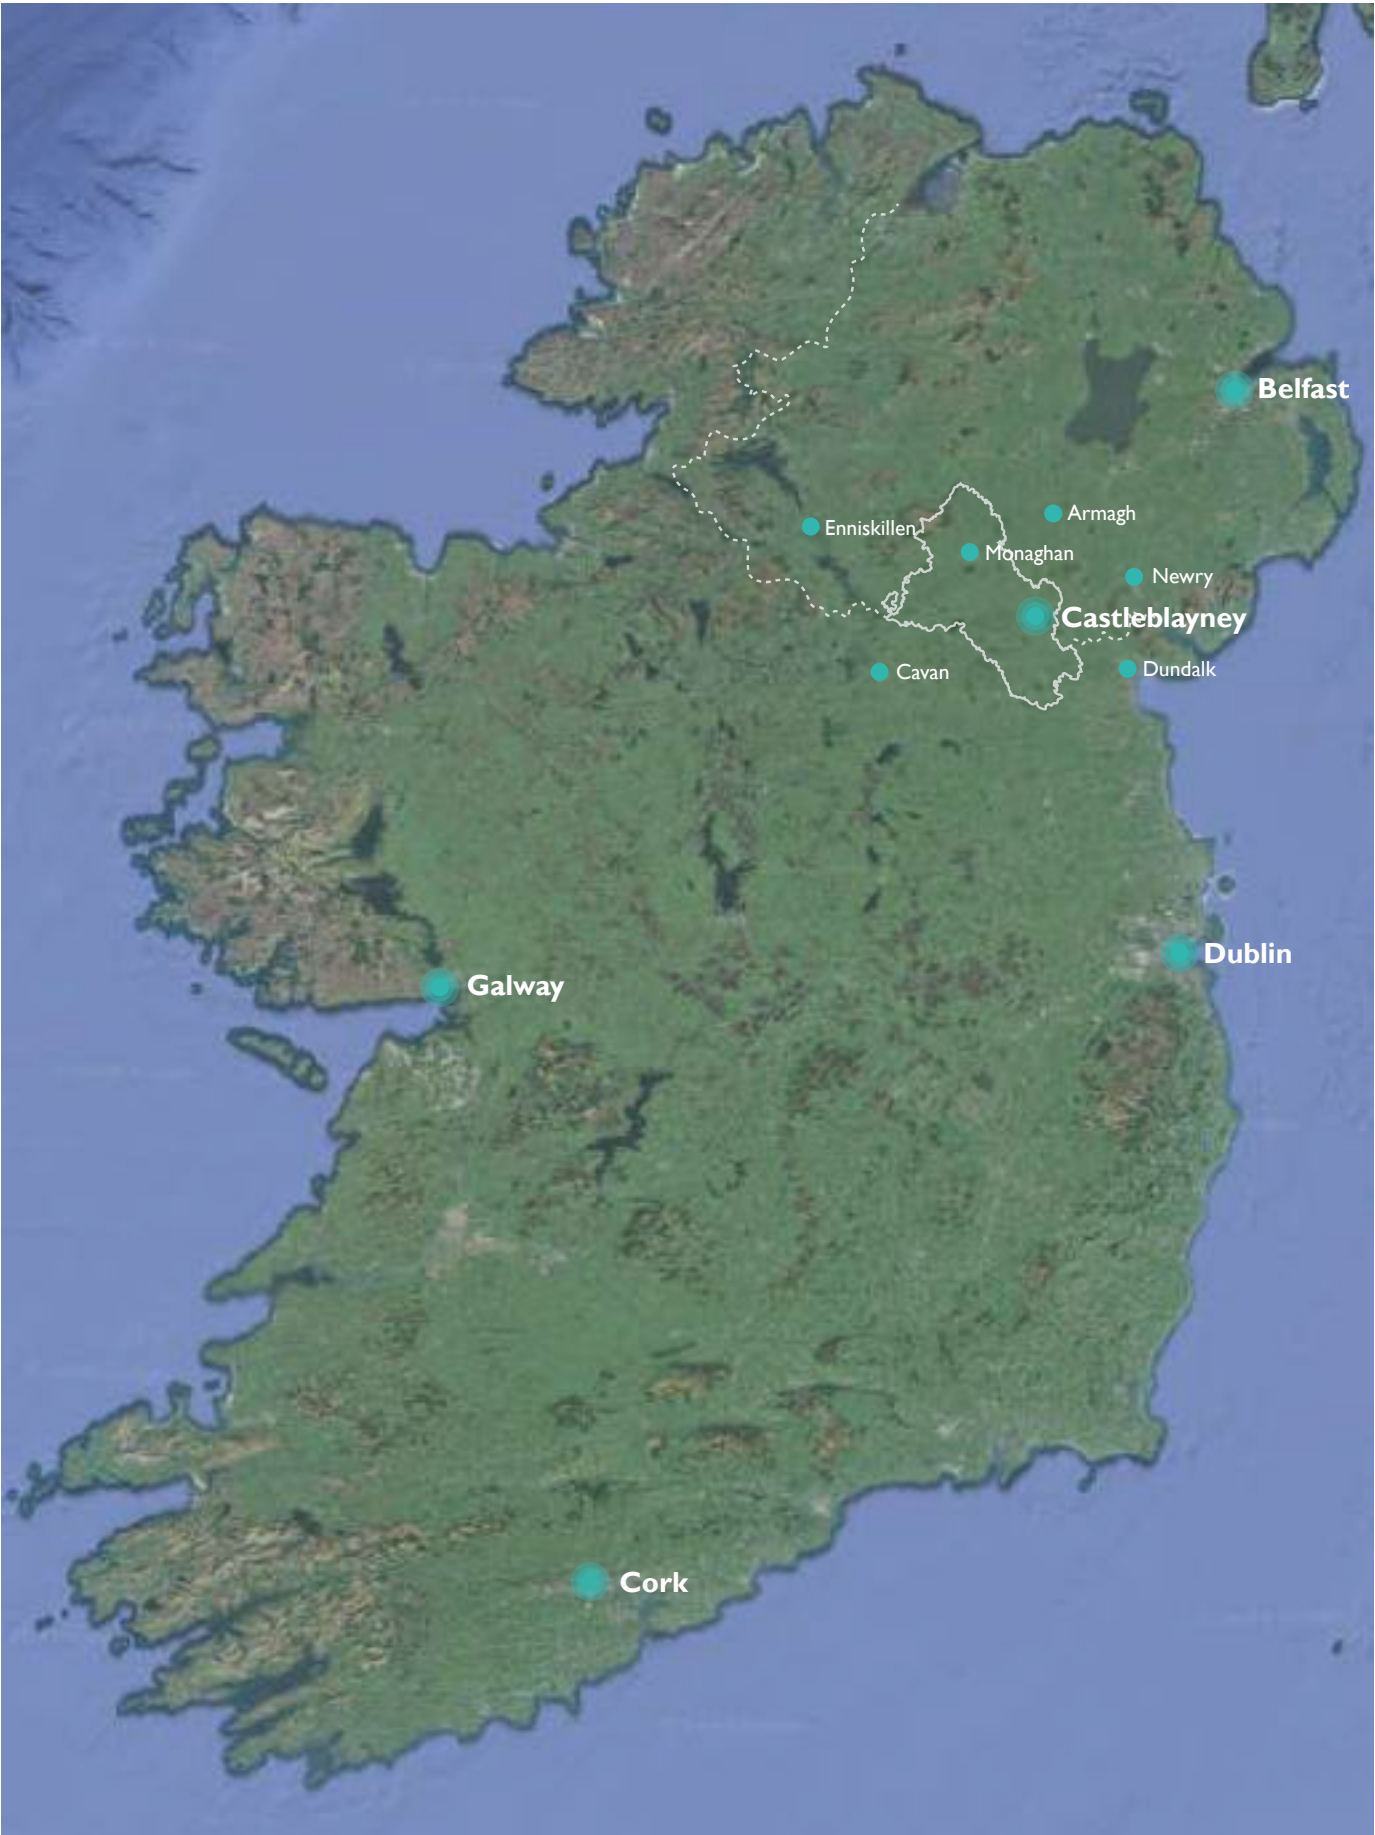 Belfast
Armagh
Enniskillen
Monaghan
Newry
Castleblayney
Dundalk
Cavan
Dublin
Galway
Cork